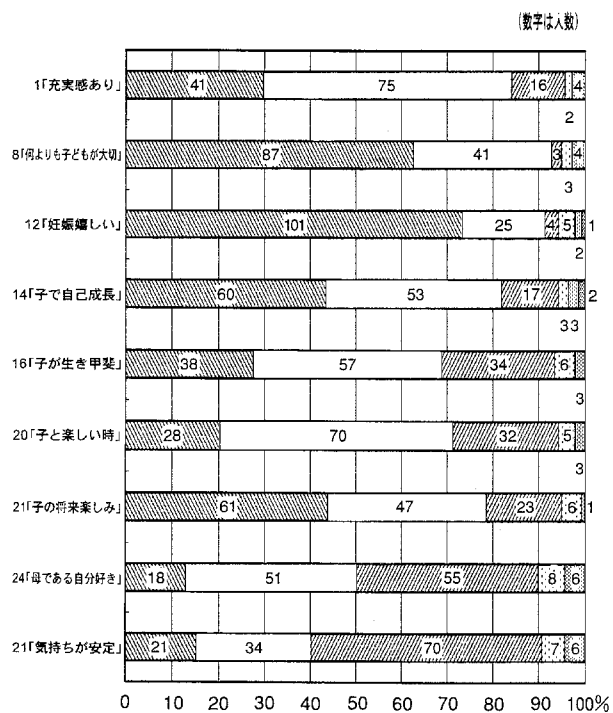 (数字は人数)
1「充実感あり」 41 75 16 4
2
8「何よりも子どもが大切」 87 41 3 4
3
12「妊娠嬉しい」 101 25 4 5 1
2
14「子で自己成長」 60 53 17 2
3 3
16「子が生き甲斐」 38 57 34 6
3
20「子と楽しい時」 28 70 32 5
3
21「子の将来楽しみ」 61 47 23 6 1
24「母である自分好き」 18 51 55 8 6
21「気持ちが安定」 21 34 70 7 6
0 10 20 30 40 50 60 70 80 90 100%